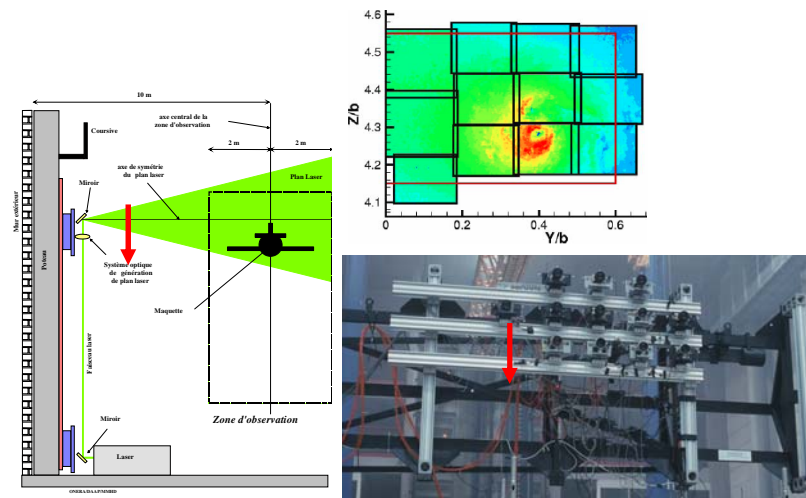 10 m
axe central de la
zone d'observation
Coursive
2 m
2 m
axe de symétrie
du plan laser
Plan Laser
Miroir
Mur extérieur
Poteau
Système optique
de
génération
de plan laser
Maquette
Faisceau laser
Miroir
Zone d'observation
Laser
ONERA/DAAP/MMHD
4.6
4.5
4.4
4.3
4.2
4.1
Z/b
0
0.2
0.4
0.6
Y/b